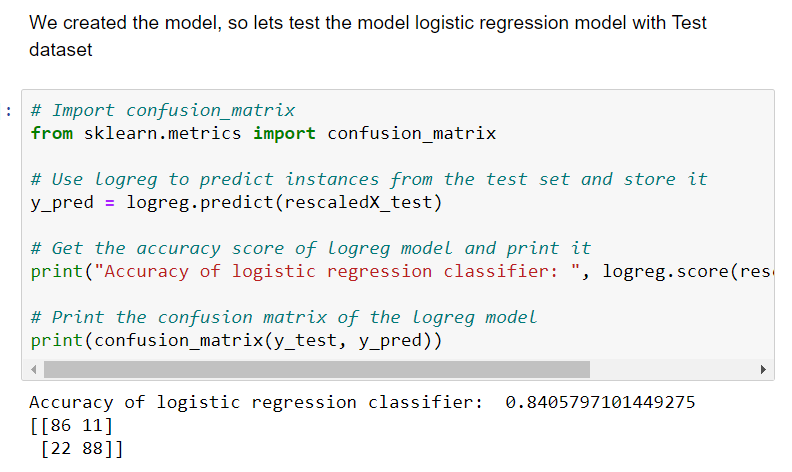 We created the model, so lets test the model logistic regression model with Test
dataset
:
# Import confusion_matrix
from sklearn.metrics import confusion_matrix
# Use logreg to predict instances from the test set and store it
y_pred = logreg.predict(rescaledX_test)
# Get the accuracy score of logreg model and print it
print("Accuracy of logistic regression classifier: ", logreg.score(res
# Print the confusion matrix of the logreg model
print(confusion_matrix(y_test, y_pred))
Accuracy of logistic regression classifier:  0.8405797101449275
[[86 11]
 [22 88]]